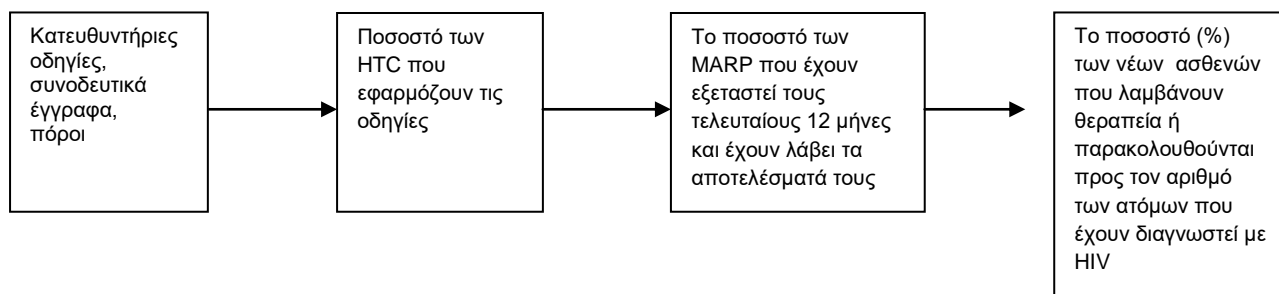 Κατευθυντήριες
οδηγίες,
συνοδευτικά
έγγραφα,
πόροι
Ποσοστό των
HTC που
εφαρμόζουν τις
οδηγίες
Το ποσοστό των
MARP που έχουν
εξεταστεί τους
τελευταίους 12 μήνες
και έχουν λάβει τα
αποτελέσματά τους
Το ποσοστό (%)
των νέων ασθενών
που λαμβάνουν
θεραπεία ή
παρακολουθούνται
προς τον αριθμό
των ατόμων που
έχουν διαγνωστεί με
HIV